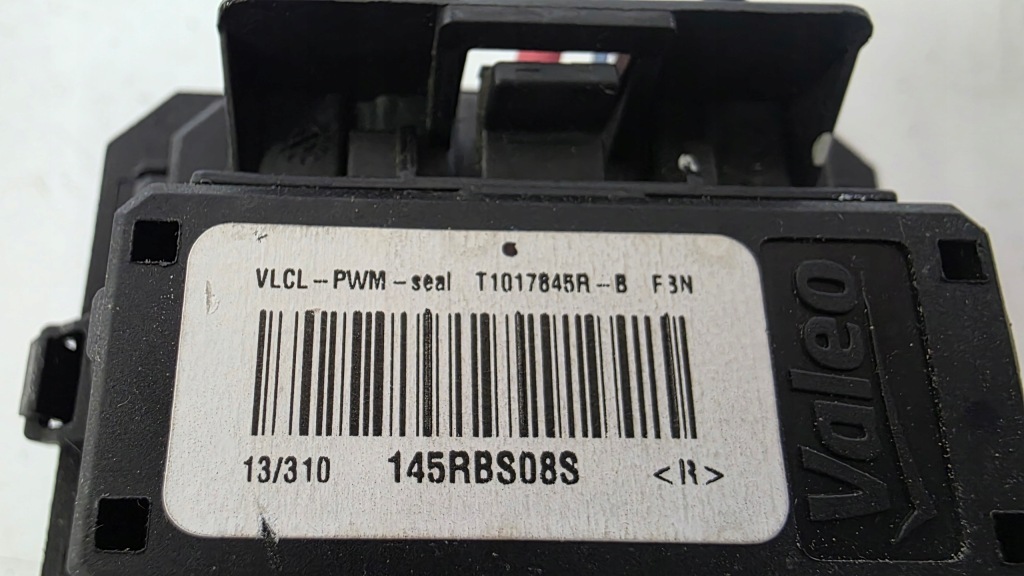 VLCL-PWM-seal T1017845R-B F3N
13/310 145RBS08S <R>
Valeo